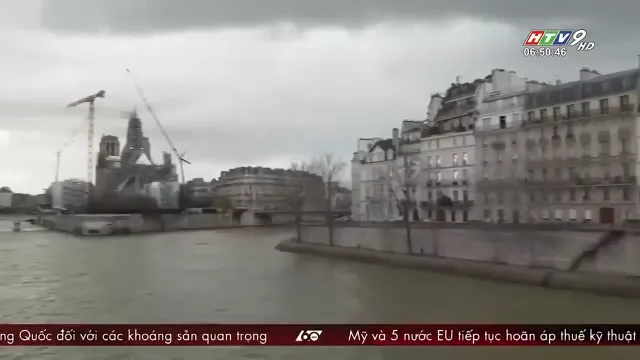 HTV9 HD
06:50:46
ng Quốc đối với các khoáng sản quan trọng 60 Mỹ và 5 nước EU tiếp tục hoãn áp thuế kỹ thuật